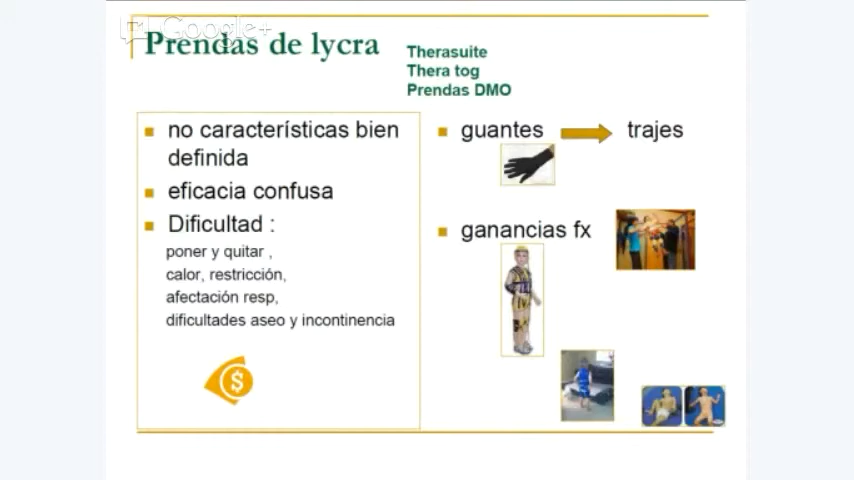 Google+
Prendas de lycra
Therasuite
Thera tog
Prendas DMO
no características bien
definida
eficacia confusa
Dificultad :
poner y quitar ,
calor, restricción,
afectación resp,
dificultades aseo y incontinencia
$
guantes
trajes
ganancias fx